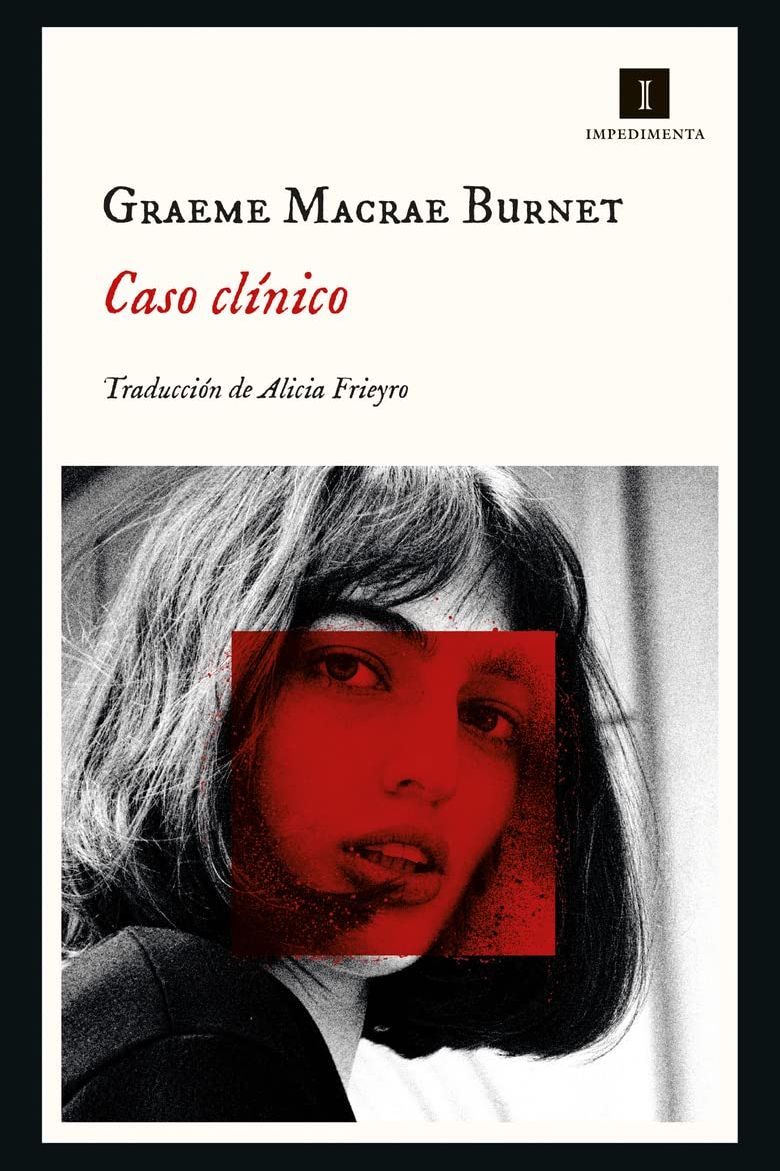 I
IMPEDIMENTA
Graeme Macrae Burnet
Caso clínico
Traducción de Alicia Frieyro